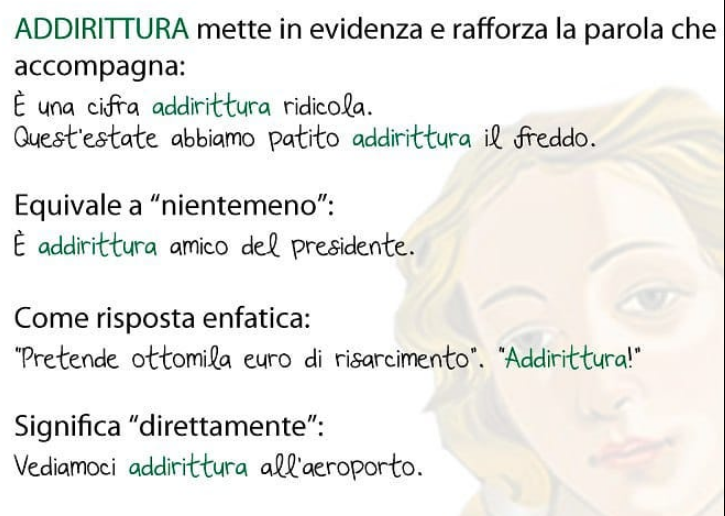 ADDIRITTURA mette in evidenza e rafforza la parola che
accompagna:
È una cifra addirittura ridicola.
Quest'estate abbiamo patito addirittura il freddo.
Equivale a “nientemeno”:
È addirittura amico del presidente.
Come risposta enfatica:
"Pretende ottomila euro di risarcimento". "Addirittura!"
Significa “direttamente”:
Vediamoci addirittura all'aeroporto.